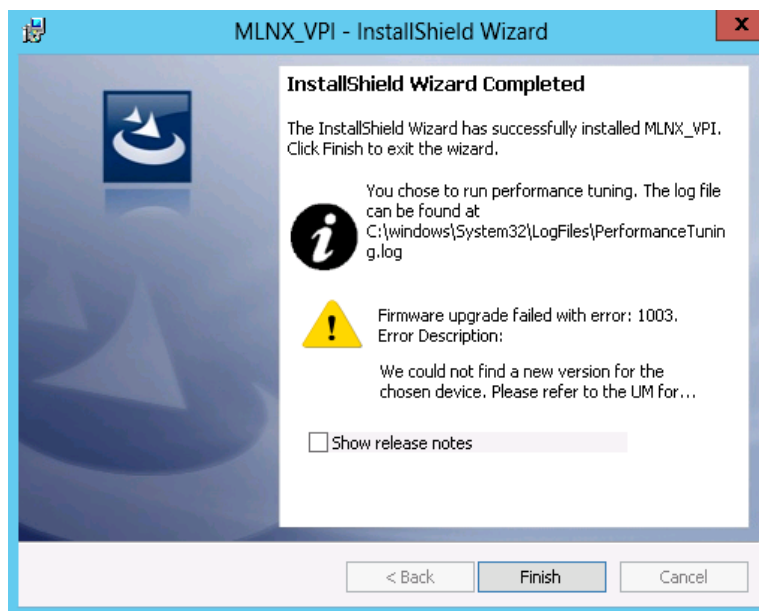 MLNX_VPI - InstallShield Wizard
x
InstallShield Wizard Completed
The InstallShield Wizard has successfully installed MLNX_VPI.
Click Finish to exit the wizard.
You chose to run performance tuning. The log file
can be found at
C:\windows\System32\LogFiles\PerformanceTunin
g.log
Firmware upgrade failed with error: 1003.
Error Description:
We could not find a new version for the
chosen device. Please refer to the UM for...
Show release notes
< Back
Finish
Cancel